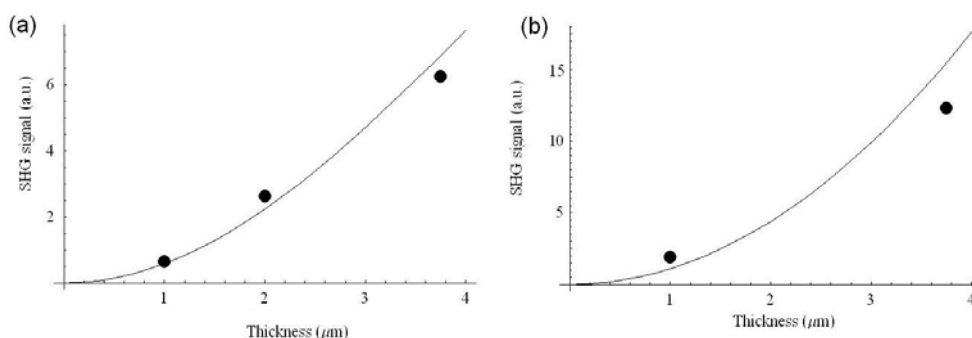 (a)
SHG signal (a.u.)
6
4
2
1 2 3 4
Thickness (μm)
(b)
SHG signal (a.u.)
15
10
5
1 2 3 4
Thickness (μm)